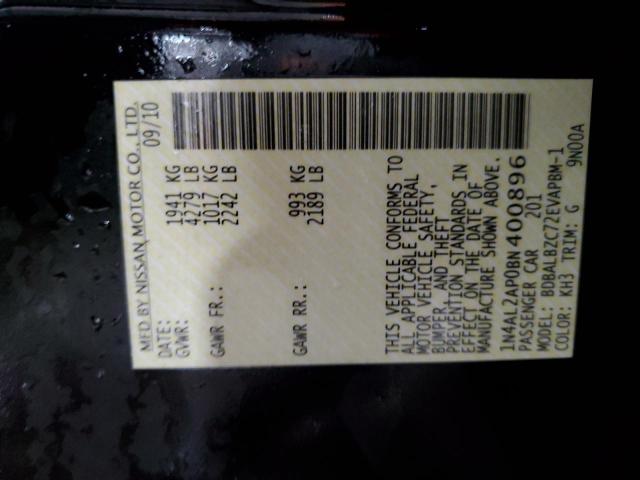 MFD. BY NISSAN MOTOR CO., LTD.
DATE: 09/10
GVWR: 1941 KG
4279 LB
GAWR FR.: 1017 KG
2242 LB
GAWR RR.: 993 KG
2189 LB
THIS VEHICLE CONFORMS TO
ALL APPLICABLE FEDERAL
MOTOR VEHICLE SAFETY,
BUMPER, AND THEFT
PREVENTION STANDARDS IN
EFFECT ON THE DATE OF
MANUFACTURE SHOWN ABOVE.
1N4AL2AP0BN400896
PASSENGER CAR 201
MODEL: BDBALBZC72EVAPBM-1
COLOR: KH3 TRIM: G 9N00A